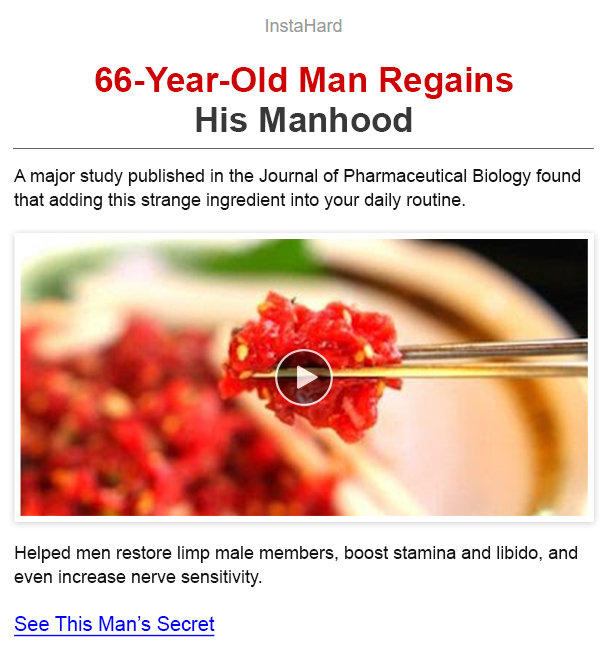 InstaHard
66-Year-Old Man Regains
His Manhood
A major study published in the Journal of Pharmaceutical Biology found
that adding this strange ingredient into your daily routine.
Helped men restore limp male members, boost stamina and libido, and
even increase nerve sensitivity.
See This Man’s Secret